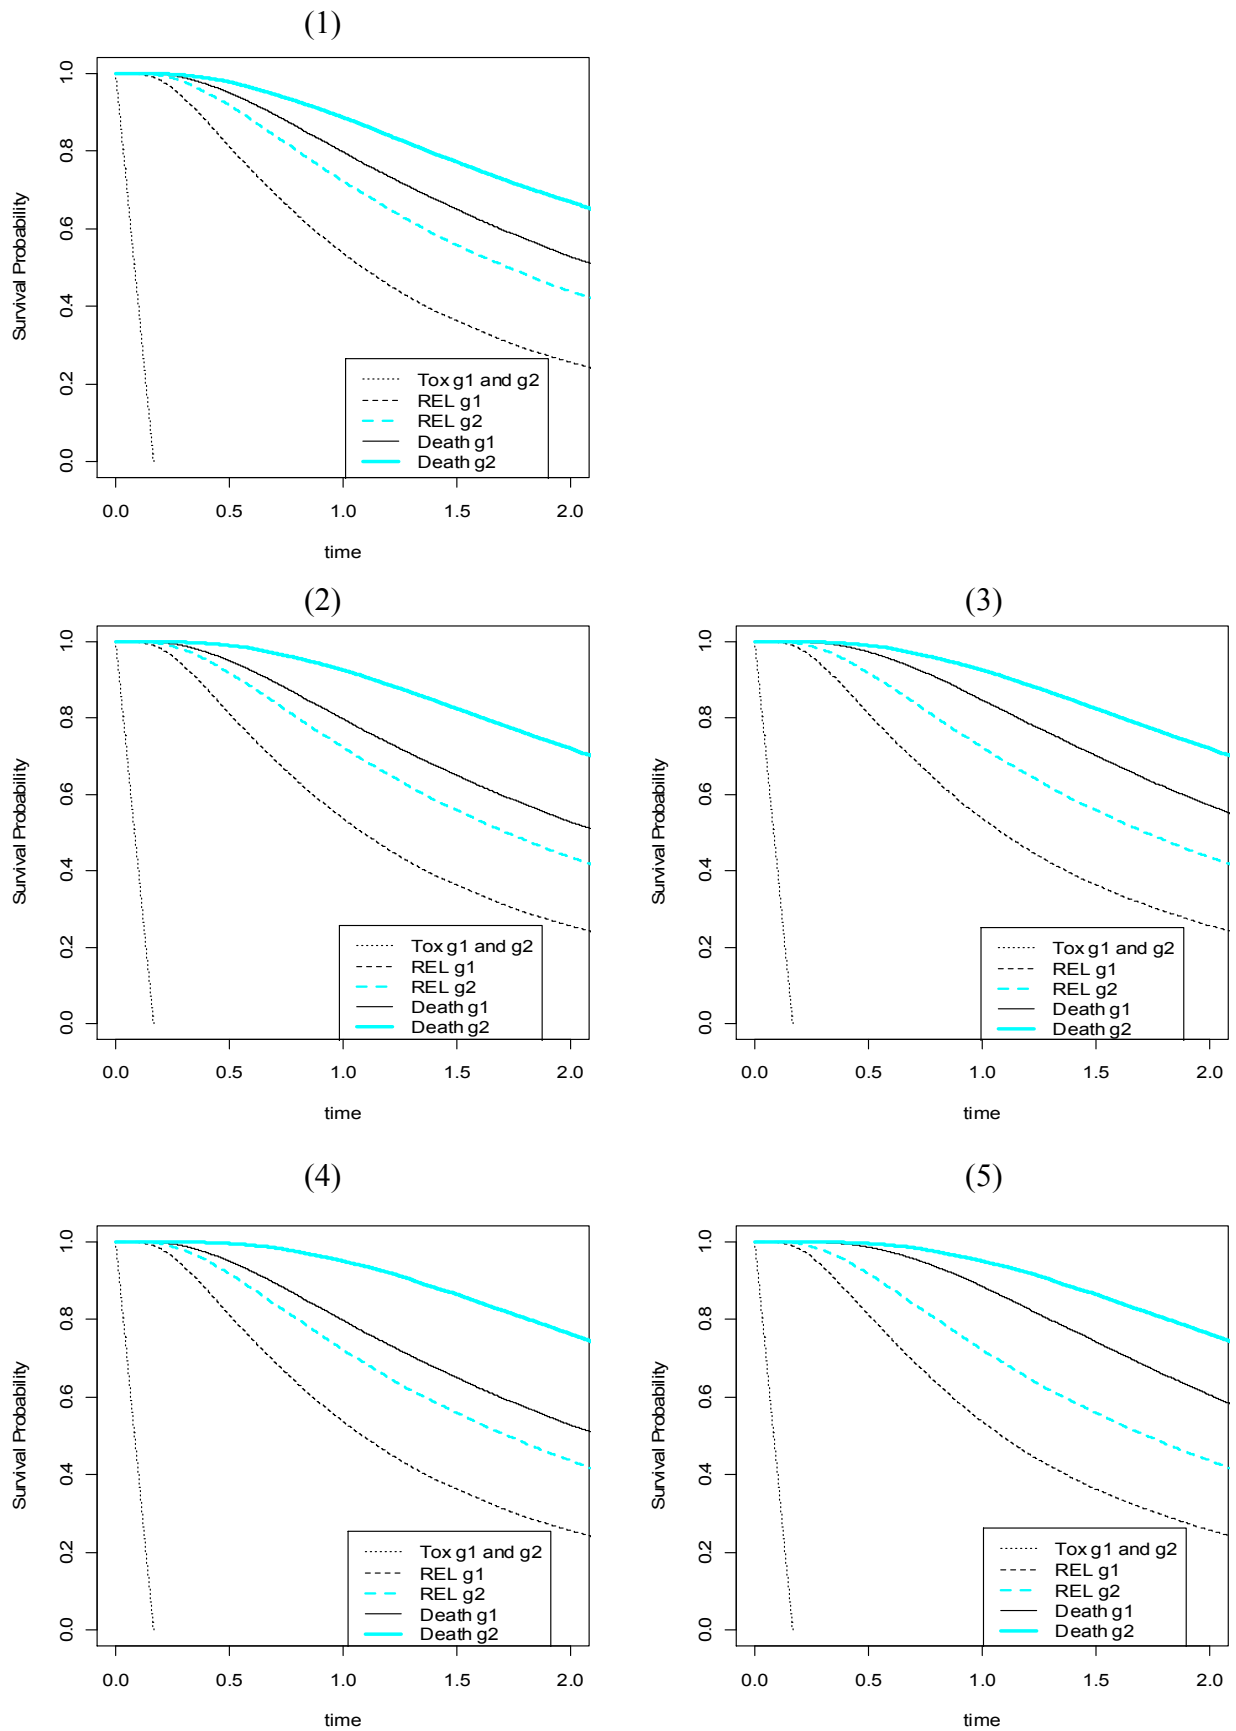 (1)
Survival Probability
1.0
0.8
0.6
0.4
0.2
0.0
Tox g1 and g2
REL g1
REL g2
Death g1
Death g2
0.0 0.5 1.0 1.5 2.0
time
(2)
Survival Probability
1.0
0.8
0.6
0.4
0.2
0.0
Tox g1 and g2
REL g1
REL g2
Death g1
Death g2
0.0 0.5 1.0 1.5 2.0
time
(3)
Survival Probability
1.0
0.8
0.6
0.4
0.2
0.0
Tox g1 and g2
REL g1
REL g2
Death g1
Death g2
0.0 0.5 1.0 1.5 2.0
time
(4)
Survival Probability
1.0
0.8
0.6
0.4
0.2
0.0
Tox g1 and g2
REL g1
REL g2
Death g1
Death g2
0.0 0.5 1.0 1.5 2.0
time
(5)
Survival Probability
1.0
0.8
0.6
0.4
0.2
0.0
Tox g1 and g2
REL g1
REL g2
Death g1
Death g2
0.0 0.5 1.0 1.5 2.0
time